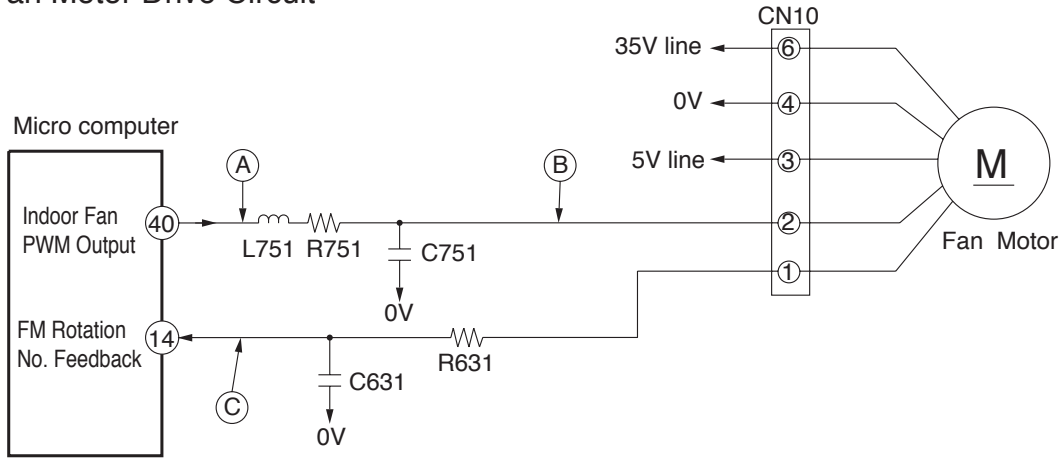 an Motor Drive Circuit
CN10
35V line
6
0V
4
Micro computer
5V line
3
A
B
M
Indoor Fan
PWM Output
40
L751
R751
C751
2
Fan Motor
0V
1
FM Rotation
No. Feedback
14
R631
C631
C
0V